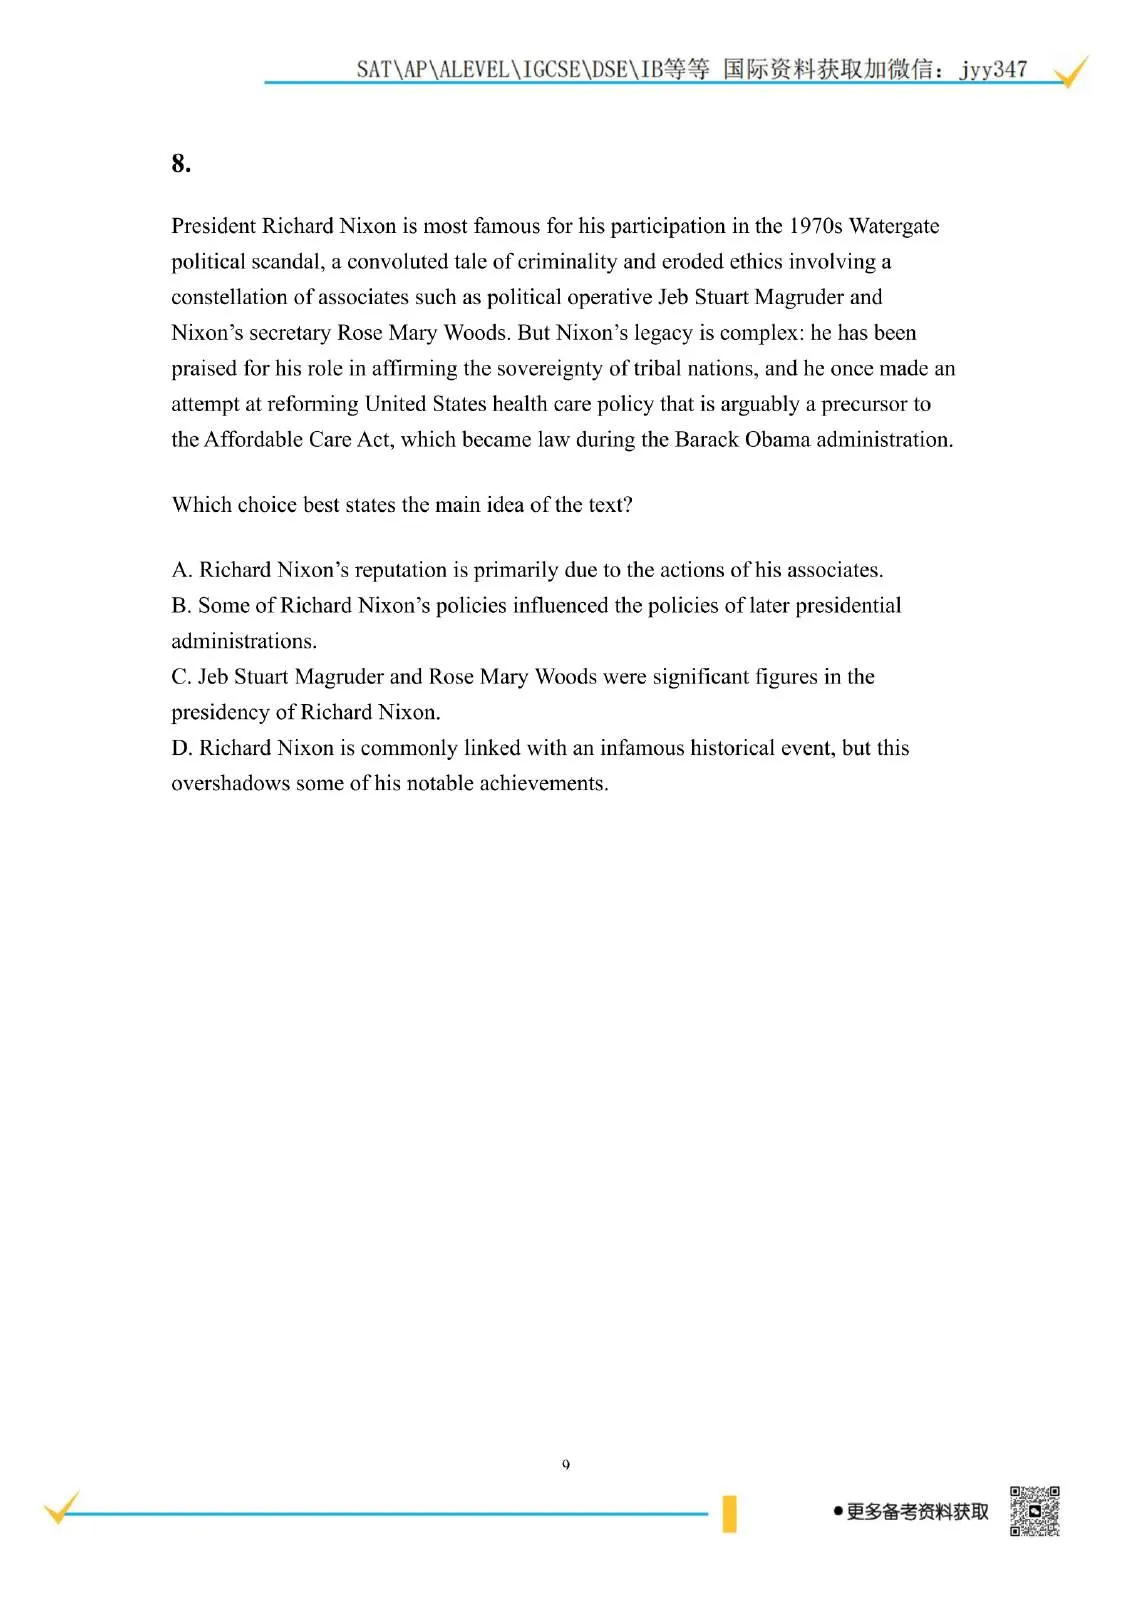 SAT\AP\ALEVEL\IGCSE\DSE\IB等等 国际资料获取加微信：jyy347
8.
President Richard Nixon is most famous for his participation in the 1970s Watergate
political scandal, a convoluted tale of criminality and eroded ethics involving a
constellation of associates such as political operative Jeb Stuart Magruder and
Nixon’s secretary Rose Mary Woods. But Nixon’s legacy is complex: he has been
praised for his role in affirming the sovereignty of tribal nations, and he once made an
attempt at reforming United States health care policy that is arguably a precursor to
the Affordable Care Act, which became law during the Barack Obama administration.
Which choice best states the main idea of the text?
A. Richard Nixon’s reputation is primarily due to the actions of his associates.
B. Some of Richard Nixon’s policies influenced the policies of later presidential
administrations.
C. Jeb Stuart Magruder and Rose Mary Woods were significant figures in the
presidency of Richard Nixon.
D. Richard Nixon is commonly linked with an infamous historical event, but this
overshadows some of his notable achievements.
9
●更多备考资料获取